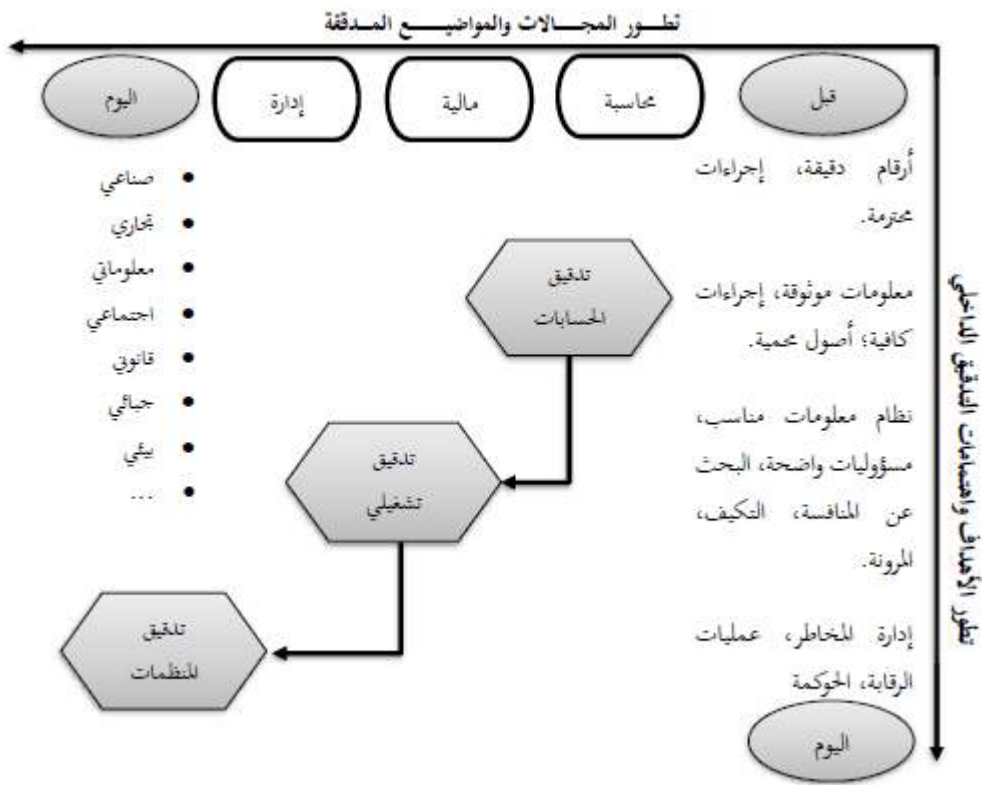 تطور المجالات والمواضيع المدققة
قبل
محاسبة
مالية
إدارة
اليوم
أرقام دقيقة، إجراءات
محترمة.
معلومات موثوقة، إجراءات
كافية؛ أصول محمية.
نظام معلومات مناسب،
مسؤوليات واضحة، البحث
عن المنافسة، التكيف،
المرونة.
إدارة المخاطر، عمليات
الرقابة، الحوكمة
اليوم
تطور الأهداف واهتمامات التدقيق الداخلي
تدقيق
الحسابات
تدقيق
تشغيلي
تدقيق
المنظمات
• صناعي
• تجاري
• معلوماتي
• اجتماعي
• قانوني
• جبائي
• بيئي
• ...